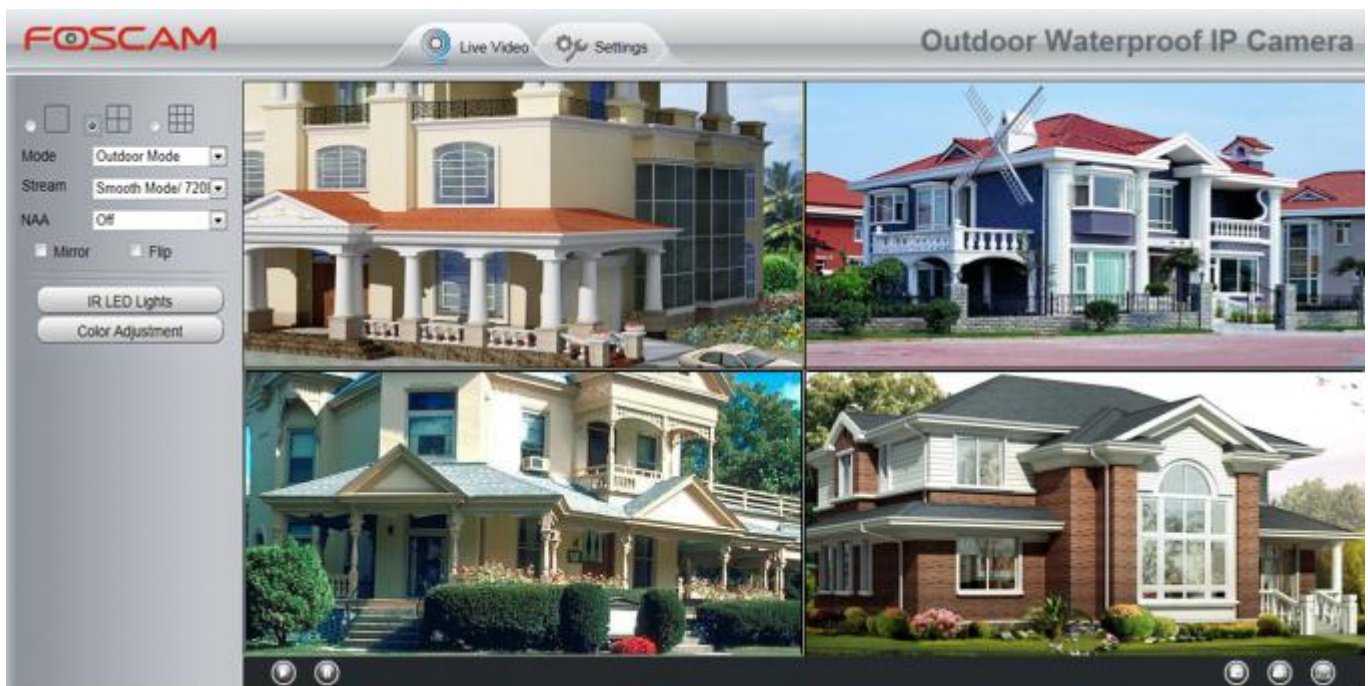 FOSCAM
Live Video
Settings
Outdoor Waterproof IP Camera
Mode
Outdoor Mode
Stream
Smooth Mode/ 720
NAA
Off
Mirror
Flip
IR LED Lights
Color Adjustment